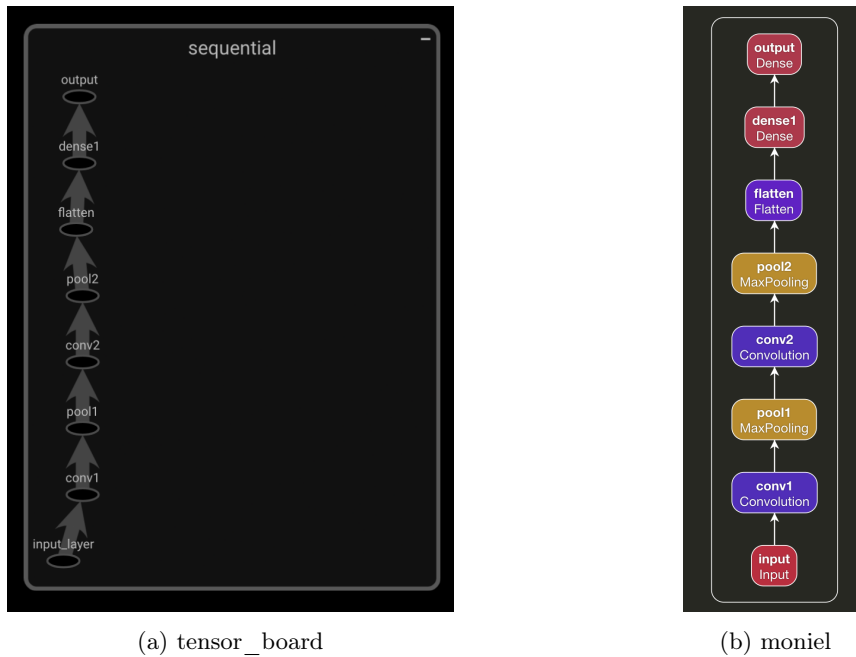 sequential
output
dense1
flatten
pool2
conv2
pool1
conv1
input_layer
(a) tensor_board
output
Dense
dense1
Dense
flatten
Flatten
pool2
MaxPooling
conv2
Convolution
pool1
MaxPooling
conv1
Convolution
input
Input
(b) moniel